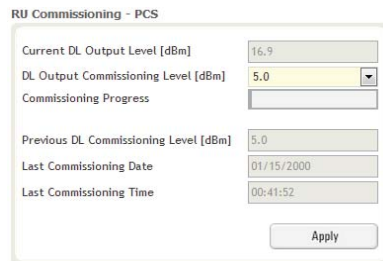 RU Commissioning - PCS
Current DL Output Level [dBm] 16.9
DL Output Commissioning Level [dBm] 5.0
Commissioning Progress
Previous DL Commissioning Level [dBm] 5.0
Last Commissioning Date 01/15/2000
Last Commissioning Time 00:41:52
Apply